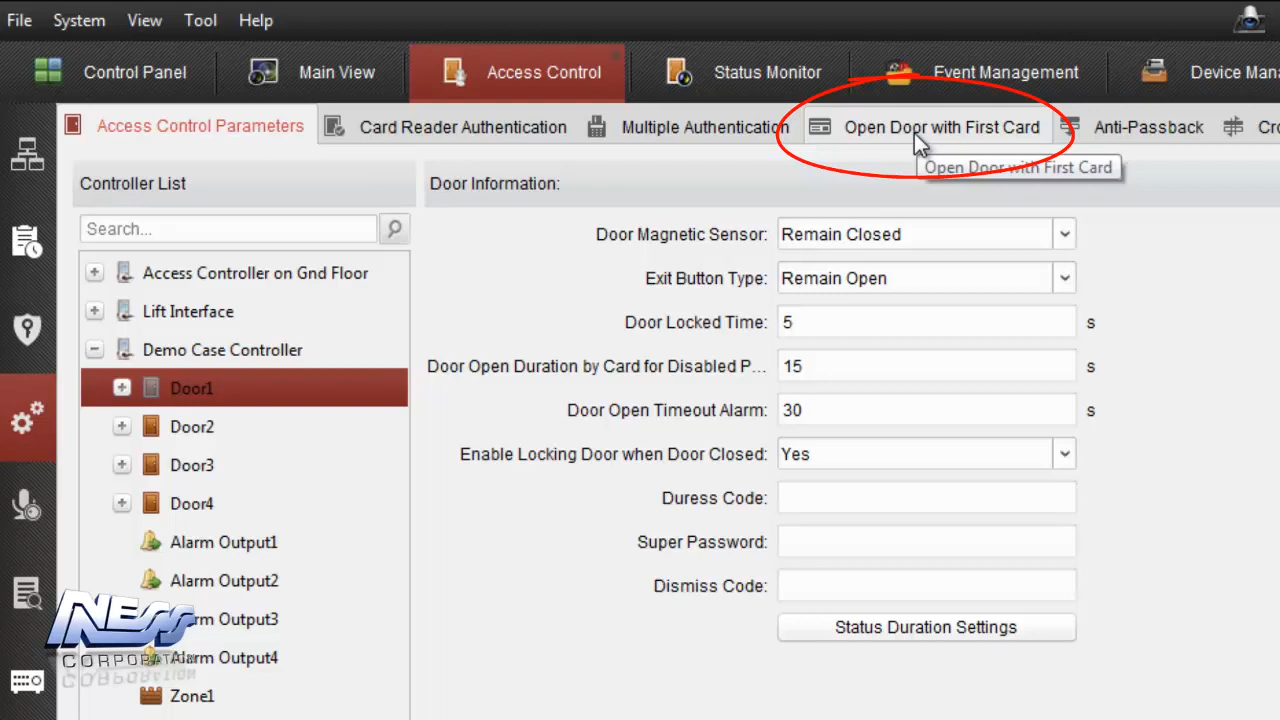 File System View Tool Help
Control Panel Main View Access Control Status Monitor Event Management Device Mana
Access Control Parameters Card Reader Authentication Multiple Authentication Open Door with First Card Anti-Passback Cro
Open Door with First Card
Controller List
Search...
Access Controller on Gnd Floor
Lift Interface
Demo Case Controller
Door1
Door2
Door3
Door4
Alarm Output1
Alarm Output2
rm Output3
Alarm Output4
Zone1
Door Information:
Door Magnetic Sensor: Remain Closed
Exit Button Type: Remain Open
Door Locked Time: 5 s
Door Open Duration by Card for Disabled P... 15 s
Door Open Timeout Alarm: 30 s
Enable Locking Door when Door Closed: Yes
Duress Code:
Super Password:
Dismiss Code:
Status Duration Settings
NESS
CORPORATION